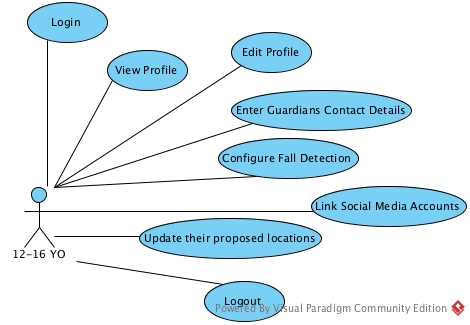 Login
View Profile
Edit Profile
Enter Guardians Contact Details
Configure Fall Detection
Link Social Media Accounts
Update their proposed locations
12-16 YO
Logout
Powered By Visual Paradigm Community Edition